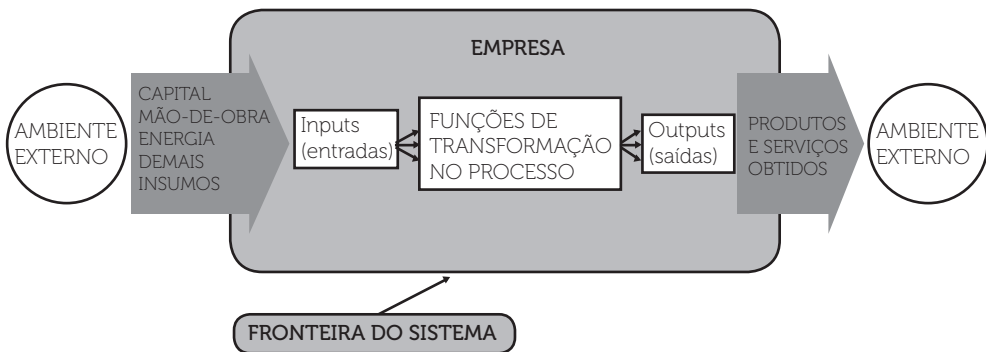 EMPRESA
AMBIENTE
EXTERNO
CAPITAL
MÃO-DE-OBRA
ENERGIA
DEMAIS
INSUMOS
Inputs
(entradas)
FUNÇÕES DE
TRANSFORMAÇÃO
NO PROCESSO
Outputs
(saídas)
PRODUTOS
E SERVIÇOS
OBTIDOS
AMBIENTE
EXTERNO
FRONTEIRA DO SISTEMA